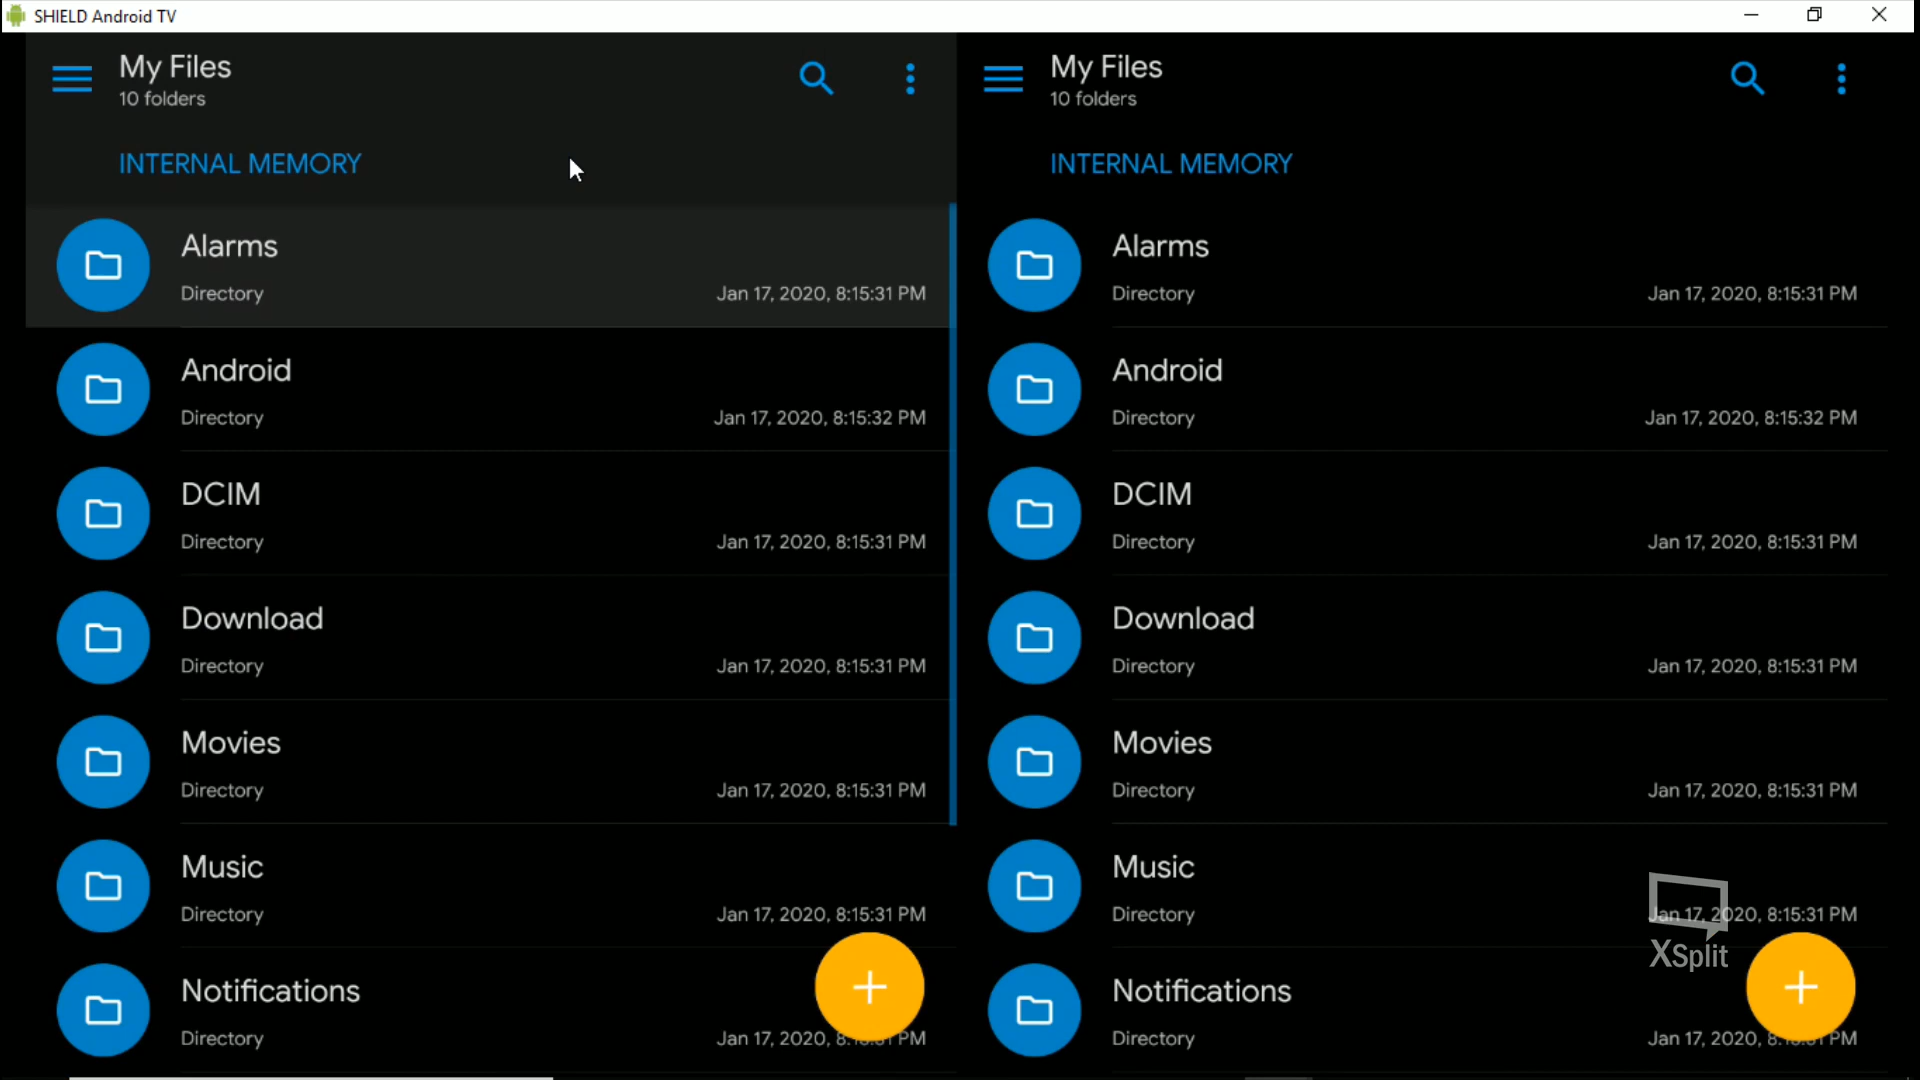 SHIELD Android TV
My Files
10 folders
INTERNAL MEMORY
Alarms
Directory
Jan 17, 2020, 8:15:31 PM
Android
Directory
Jan 17, 2020, 8:15:32 PM
DCIM
Directory
Jan 17, 2020, 8:15:31 PM
Download
Directory
Jan 17, 2020, 8:15:31 PM
Movies
Directory
Jan 17, 2020, 8:15:31 PM
Music
Directory
Jan 17, 2020, 8:15:31 PM
Notifications
Directory
Jan 17, 2020, PM
My Files
10 folders
INTERNAL MEMORY
Alarms
Directory
Jan 17, 2020, 8:15:31 PM
Android
Directory
Jan 17, 2020, 8:15:32 PM
DCIM
Directory
Jan 17, 2020, 8:15:31 PM
Download
Directory
Jan 17, 2020, 8:15:31 PM
Movies
Directory
Jan 17, 2020, 8:15:31 PM
Music
Directory
Jan 17, 2020, 8:15:31 PM
XSplit
Notifications
Directory
Jan 17, 2020, PM